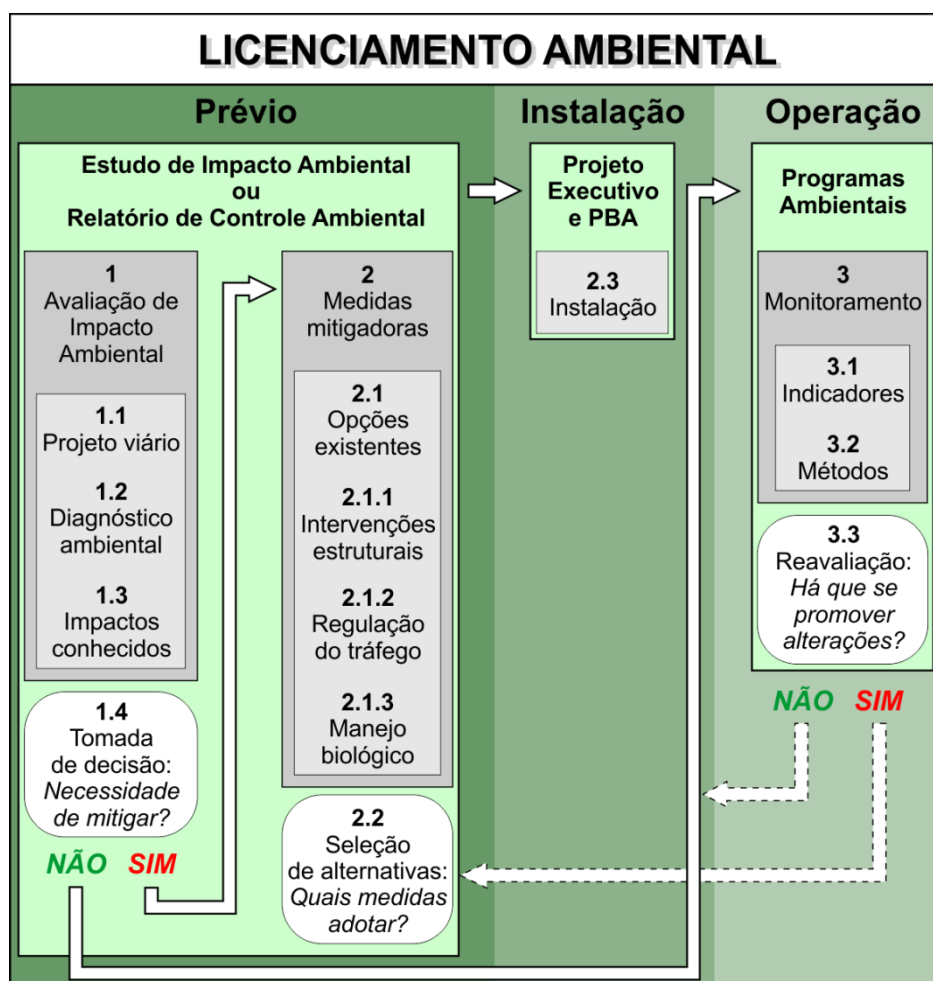 LICENCIAMENTO AMBIENTAL
Prévio
Estudo de Impacto Ambiental
ou
Relatório de Controle Ambiental
1
Avaliação de
Impacto
Ambiental
1.1
Projeto viário
1.2
Diagnóstico
ambiental
1.3
Impactos
conhecidos
1.4
Tomada
de decisão:
Necessidade
de mitigar?
NÃO SIM
2
Medidas
mitigadoras
2.1
Opções
existentes
2.1.1
Intervenções
estruturais
2.1.2
Regulação
do tráfego
2.1.3
Manejo
biológico
2.2
Seleção
de alternativas:
Quais medidas
adotar?
Instalação
Projeto
Executivo
e PBA
2.3
Instalação
Operação
Programas
Ambientais
3
Monitoramento
3.1
Indicadores
3.2
Métodos
3.3
Reavaliação:
Há que se
promover
alterações?
NÃO SIM